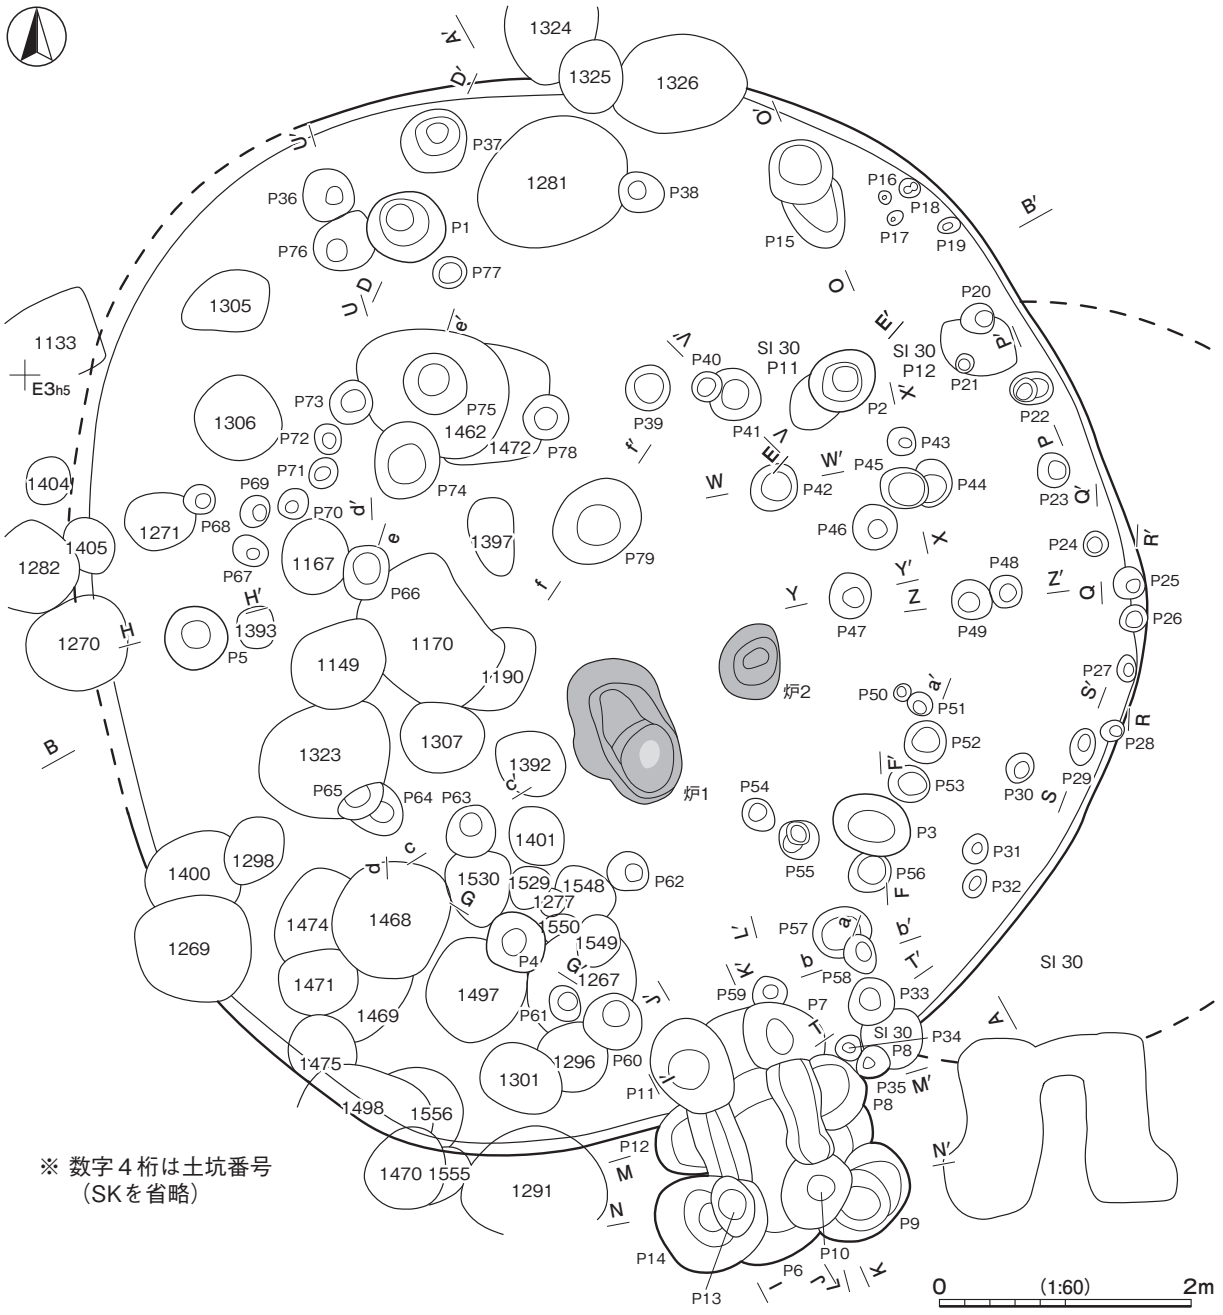 1324
A′
D′
1325
1326
U′
O′
P37
1281
P38
P36
P1
P76
P77
P15
P16
P18
P17
P19
B′
D
U
O
1305
e′
P20
E′
1133
V′
P40
SI 30
P11
SI 30
P12
P′
P21
E3h5
P73
P75
P39
P41
P2
X′
P22
1306
P72
1462
1472
P78
f′
V
E
P43
P
P71
P74
W
W′
P45
P44
P23
1404
P69
P70
d′
P42
Q′
P68
1271
1397
P46
1405
P67
1167
e
P79
X
P24
R′
1282
P66
f
Y′
P48
Z′
Q
P25
H′
Y
Z
P49
P26
1270
H
P5
1393
1170
P47
1149
1190
炉2
P50
a′
P51
P27
S′
B
1323
1307
P52
R
P28
1392
F′
P29
c′
炉1
P54
P53
P30
S
P65
P64
P63
P3
1401
P55
P31
1400
1298
c
d
1530
1529
1548
P62
P56
P32
1277
G
F
1474
1468
1550
L′
P57
a
b′
1269
P4
1549
G′
1267
K′
b
P58
T′
SI 30
1471
1497
J′
P59
P7
P33
1469
P61
T
A
1475
P60
SI 30
P8
P34
1296
I′
P35
M′
1301
P11
P8
1498
1556
P12
M
N′
※ 数字４桁は土坑番号
（SKを省略）
1470
1555
1291
N
P9
P14
P10
P6
J
L
K
I
P13
0
(1:60)
2m